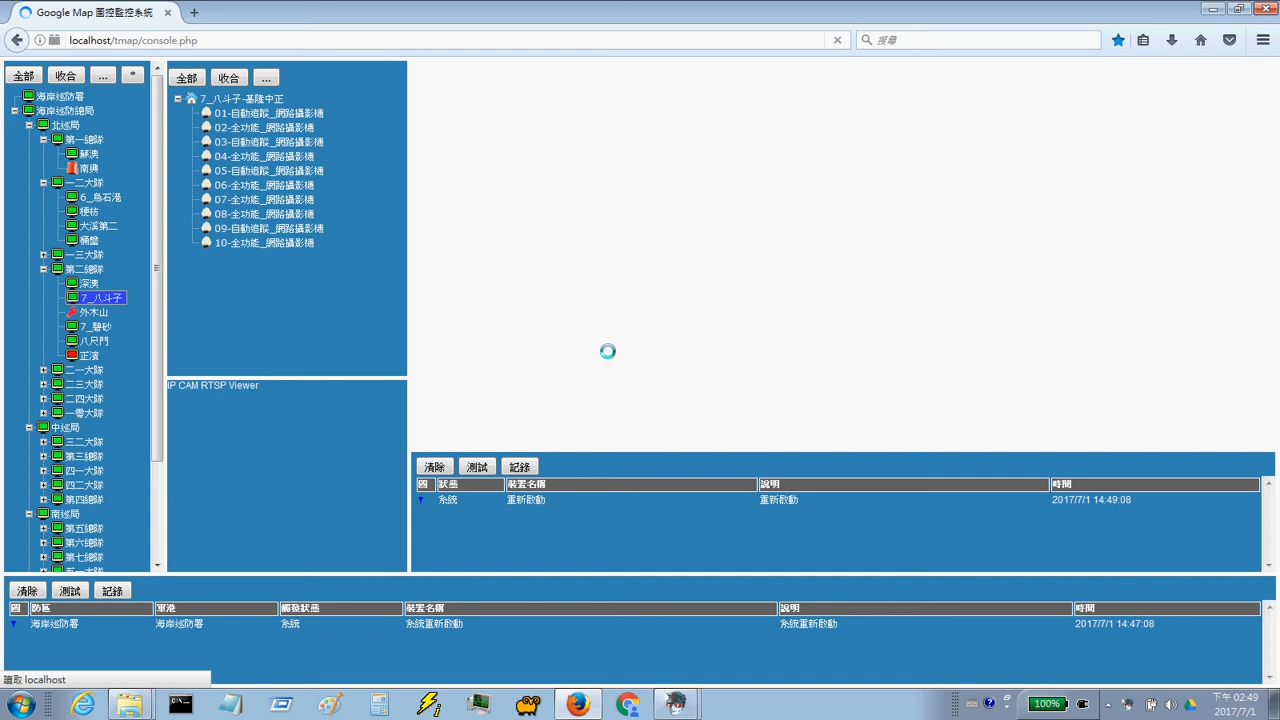 Google Map 圖控監控系統
localhost/tmap/console.php
搜尋
全部 收合 ... *
海岸巡防署
海岸巡防總局
北巡局
第一總隊
蘇澳
南興
一二大隊
6_烏石港
梗枋
大溪第二
桶盤
一三大隊
第二總隊
深澳
7_八斗子
外木山
7_碧砂
八尺門
正濱
二一大隊
二三大隊
二四大隊
一零大隊
中巡局
三二大隊
第三總隊
四一大隊
四二大隊
第四總隊
南巡局
第五總隊
第六總隊
第七總隊
五一大隊
全部 收合 ...
7_八斗子-基隆中正
01-自動追蹤_網路攝影機
02-全功能_網路攝影機
03-自動追蹤_網路攝影機
04-全功能_網路攝影機
05-自動追蹤_網路攝影機
06-全功能_網路攝影機
07-全功能_網路攝影機
08-全功能_網路攝影機
09-自動追蹤_網路攝影機
10-全功能_網路攝影機
IP CAM RTSP Viewer
清除 測試 記錄
圖 狀態 裝置名稱 說明 時間
系統 重新啟動 重新啟動 2017/7/1 14:49:08
清除 測試 記錄
圖 防區 軍港 觸發狀態 裝置名稱 說明 時間
海岸巡防署 海岸巡防署 系統 系統重新啟動 系統重新啟動 2017/7/1 14:47:08
讀取 localhost
100%
下午 02:49
2017/7/1